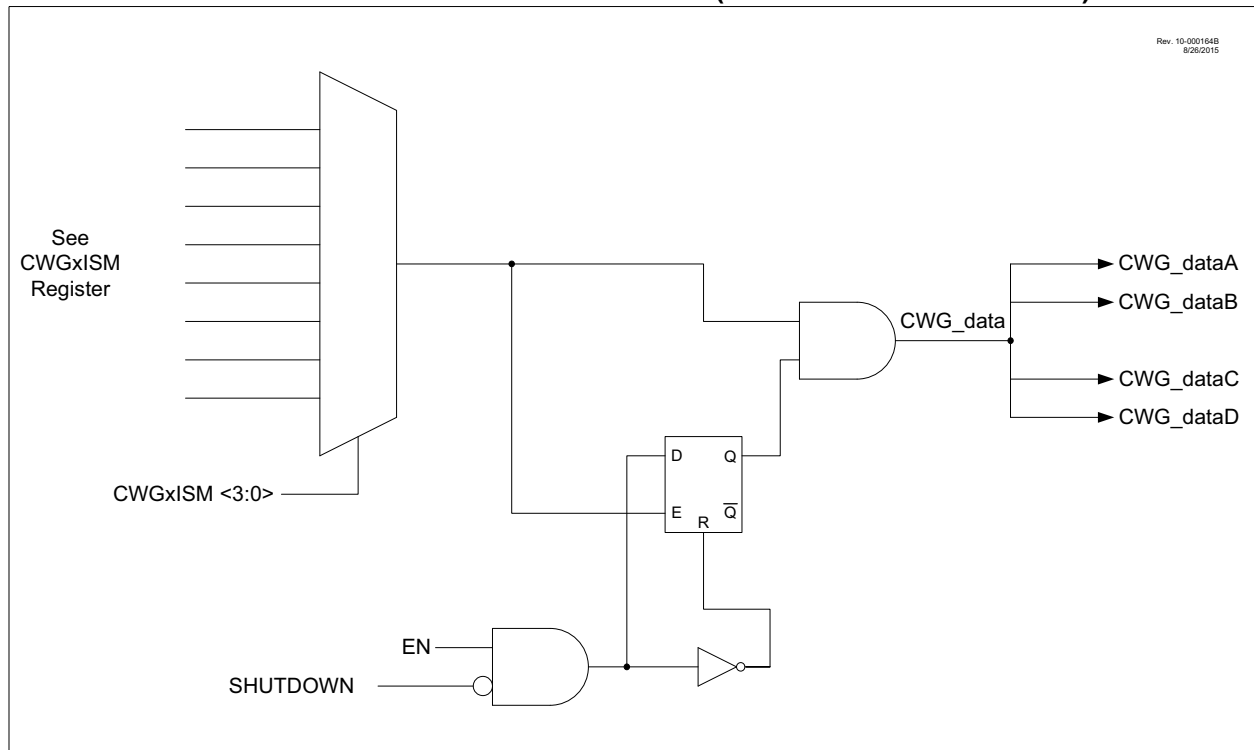 Rev. 10-000164B
8/26/2015
See
CWGxISM
Register
CWGxISM <3:0>
D
Q
E
R
Q
EN
SHUTDOWN
CWG_data
CWG_dataA
CWG_dataB
CWG_dataC
CWG_dataD